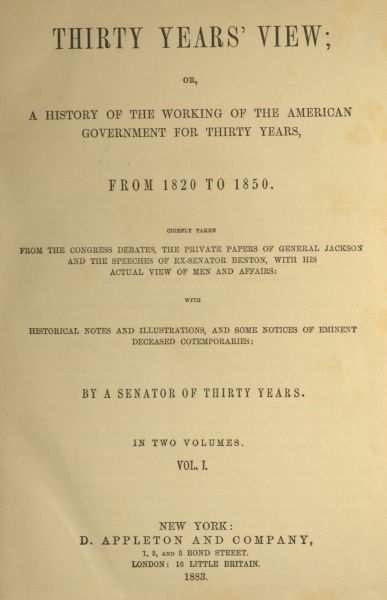 THIRTY YEARS' VIEW;
OR,
A HISTORY OF THE WORKING OF THE AMERICAN
GOVERNMENT FOR THIRTY YEARS,
FROM 1820 TO 1850.
CHIEFLY TAKEN
FROM THE CONGRESS DEBATES, THE PRIVATE PAPERS OF GENERAL JACKSON
AND THE SPEECHES OF EX-SENATOR BENTON, WITH HIS
ACTUAL VIEW OF MEN AND AFFAIRS:
WITH
HISTORICAL NOTES AND ILLUSTRATIONS, AND SOME NOTICES OF EMINENT
DECEASED COTEMPORARIES:
BY A SENATOR OF THIRTY YEARS.
IN TWO VOLUMES.
VOL. I.
NEW YORK:
D. APPLETON AND COMPANY,
1, 3, AND 5 BOND STREET.
LONDON: 16 LITTLE BRITAIN.
1883.